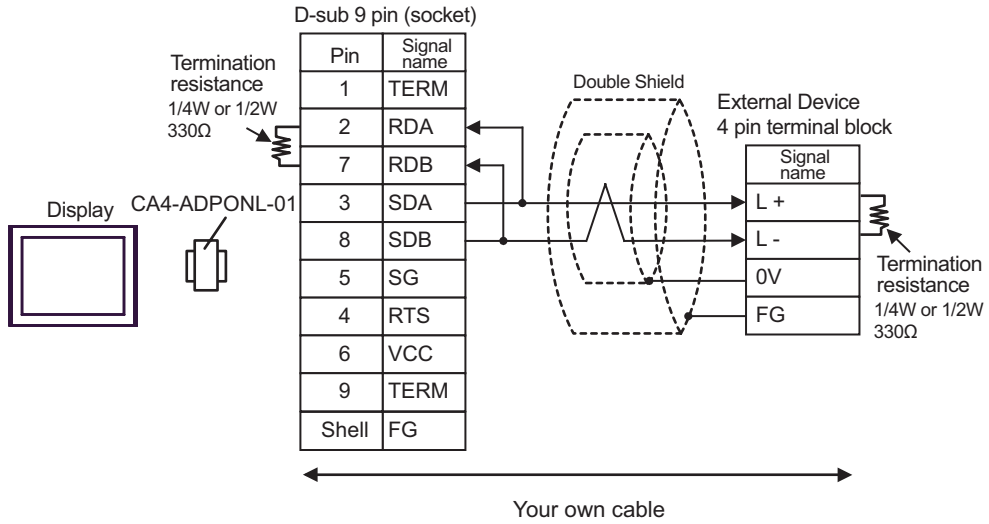 D-sub 9 pin (socket)
Pin Signal name
1 TERM
2 RDA
7 RDB
3 SDA
8 SDB
5 SG
4 RTS
6 VCC
9 TERM
Shell FG
Termination
resistance
1/4W or 1/2W
330Ω
Display
CA4-ADPONL-01
Double Shield
External Device
4 pin terminal block
Signal
name
L +
L -
0V
FG
Termination
resistance
1/4W or 1/2W
330Ω
Your own cable